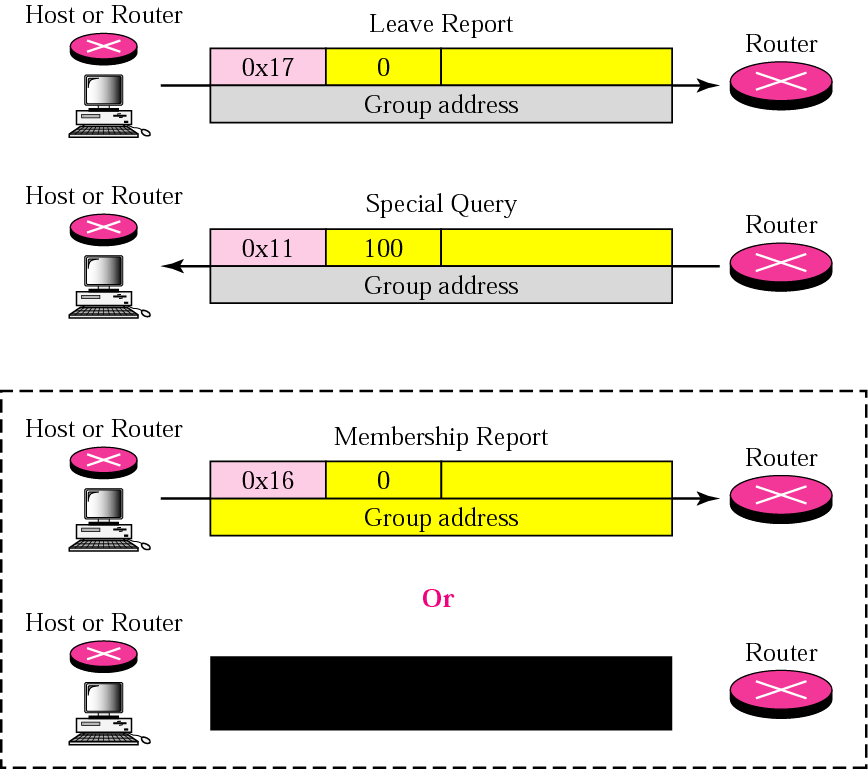 Host or Router
Leave Report
Router
0x17 0
Group address
Host or Router
Special Query
Router
0x11 100
Group address
Host or Router
Membership Report
Router
0x16 0
Group address
Or
Host or Router
Router